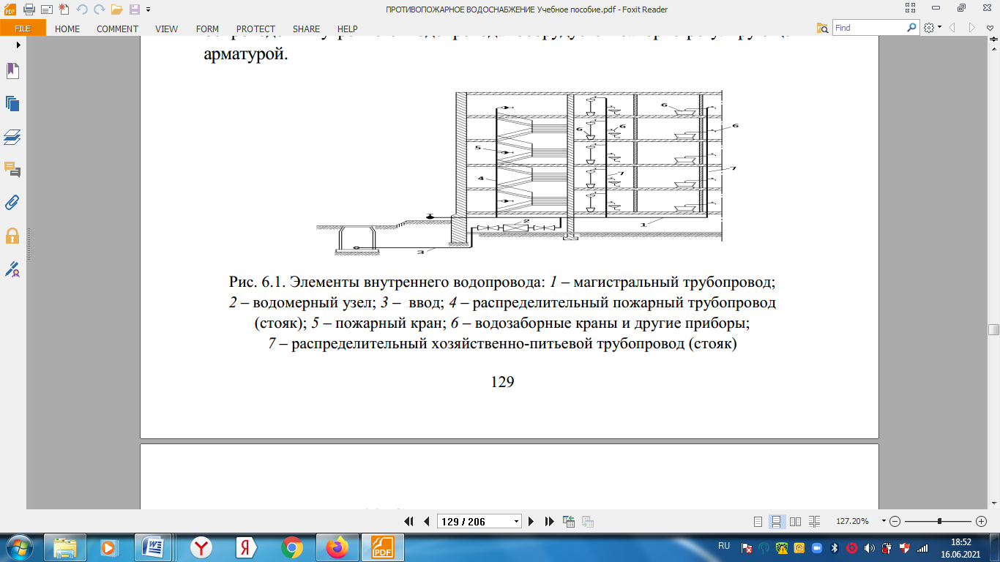 ПРОТИВОПОЖАРНОЕ ВОДОСНАБЖЕНИЕ Учебное пособие.pdf - Foxit Reader
FILE HOME COMMENT VIEW FORM PROTECT SHARE HELP Find
арматурой.
6
6
6 6
5
4 7 7
2 1
3
Рис. 6.1. Элементы внутреннего водопровода: 1 – магистральный трубопровод;
2 – водомерный узел; 3 – ввод; 4 – распределительный пожарный трубопровод
(стояк); 5 – пожарный кран; 6 – водозаборные краны и другие приборы;
7 – распределительный хозяйственно-питьевой трубопровод (стояк)
129
129 / 206 127.20%
RU 18:52
16.06.2021